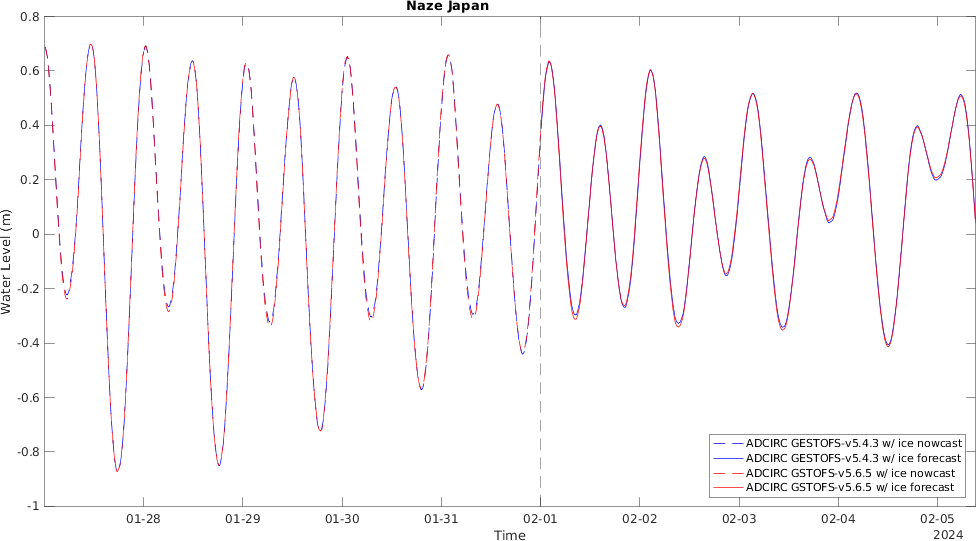 Naze Japan
0.8
0.6
0.4
0.2
0
-0.2
-0.4
-0.6
-0.8
-1
Water Level (m)
ADCIRC GESTOFS-v5.4.3 w/ ice nowcast
ADCIRC GESTOFS-v5.4.3 w/ ice forecast
ADCIRC GSTOFS-v5.6.5 w/ ice nowcast
ADCIRC GSTOFS-v5.6.5 w/ ice forecast
01-28 01-29 01-30 01-31 02-01 02-02 02-03 02-04 02-05
Time
2024